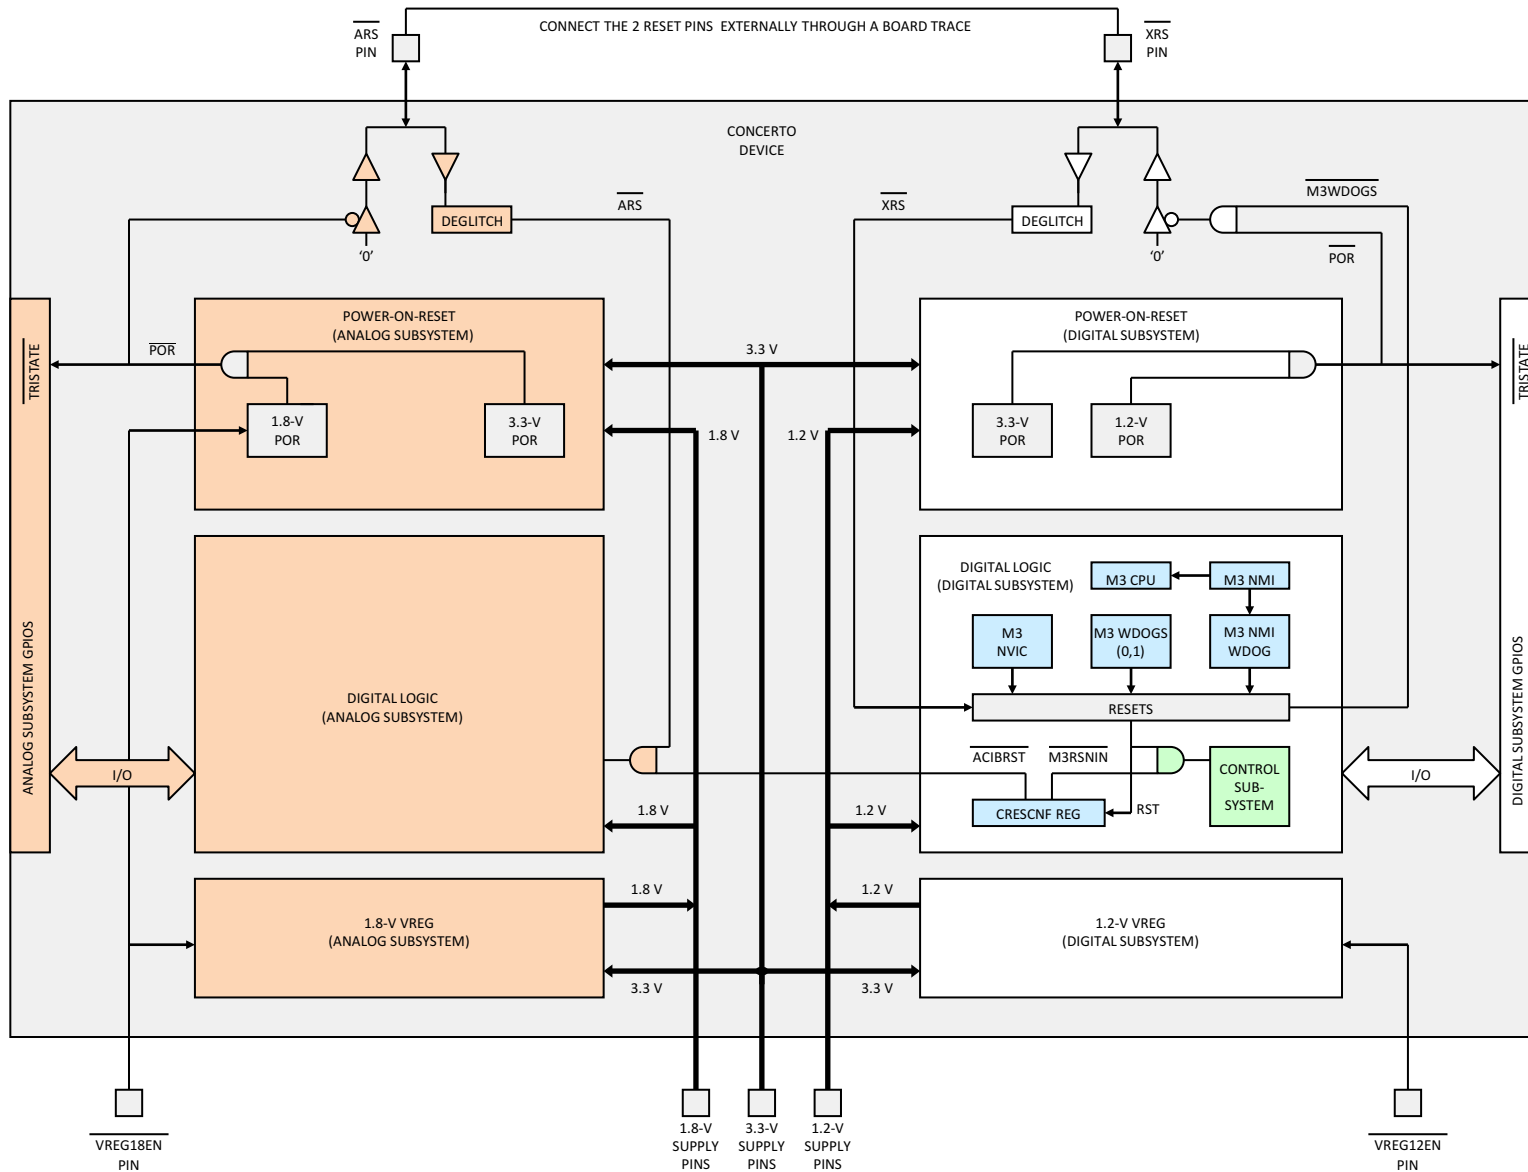 ARS
PIN
CONNECT THE 2 RESET PINS EXTERNALLY THROUGH A BOARD TRACE
XRS
PIN
CONCERTO
DEVICE
ARS
XRS
M3WDOGS
DEGLITCH
DEGLITCH
'0'
'0'
POR
POWER-ON-RESET
(ANALOG SUBSYSTEM)
POWER-ON-RESET
(DIGITAL SUBSYSTEM)
TRISTATE
POR
3.3 V
TRISTATE
1.8-V
POR
3.3-V
POR
1.8 V
1.2 V
3.3-V
POR
1.2-V
POR
DIGITAL LOGIC
(DIGITAL SUBSYSTEM)
M3 CPU
M3 NMI
M3
NVIC
M3 WDOGS
(0,1)
M3 NMI
WDOG
ANALOG SUBSYSTEM GPIOS
DIGITAL LOGIC
(ANALOG SUBSYSTEM)
RESETS
DIGITAL SUBSYSTEM GPIOS
ACIBRST
M3RSNIN
I/O
CONTROL
SUB-
SYSTEM
I/O
1.8 V
1.2 V
CRESCNF REG
RST
1.8 V
1.2 V
1.8-V VREG
(ANALOG SUBSYSTEM)
1.2-V VREG
(DIGITAL SUBSYSTEM)
3.3 V
3.3 V
VREG18EN
PIN
1.8-V
SUPPLY
PINS
3.3-V
SUPPLY
PINS
1.2-V
SUPPLY
PINS
VREG12EN
PIN